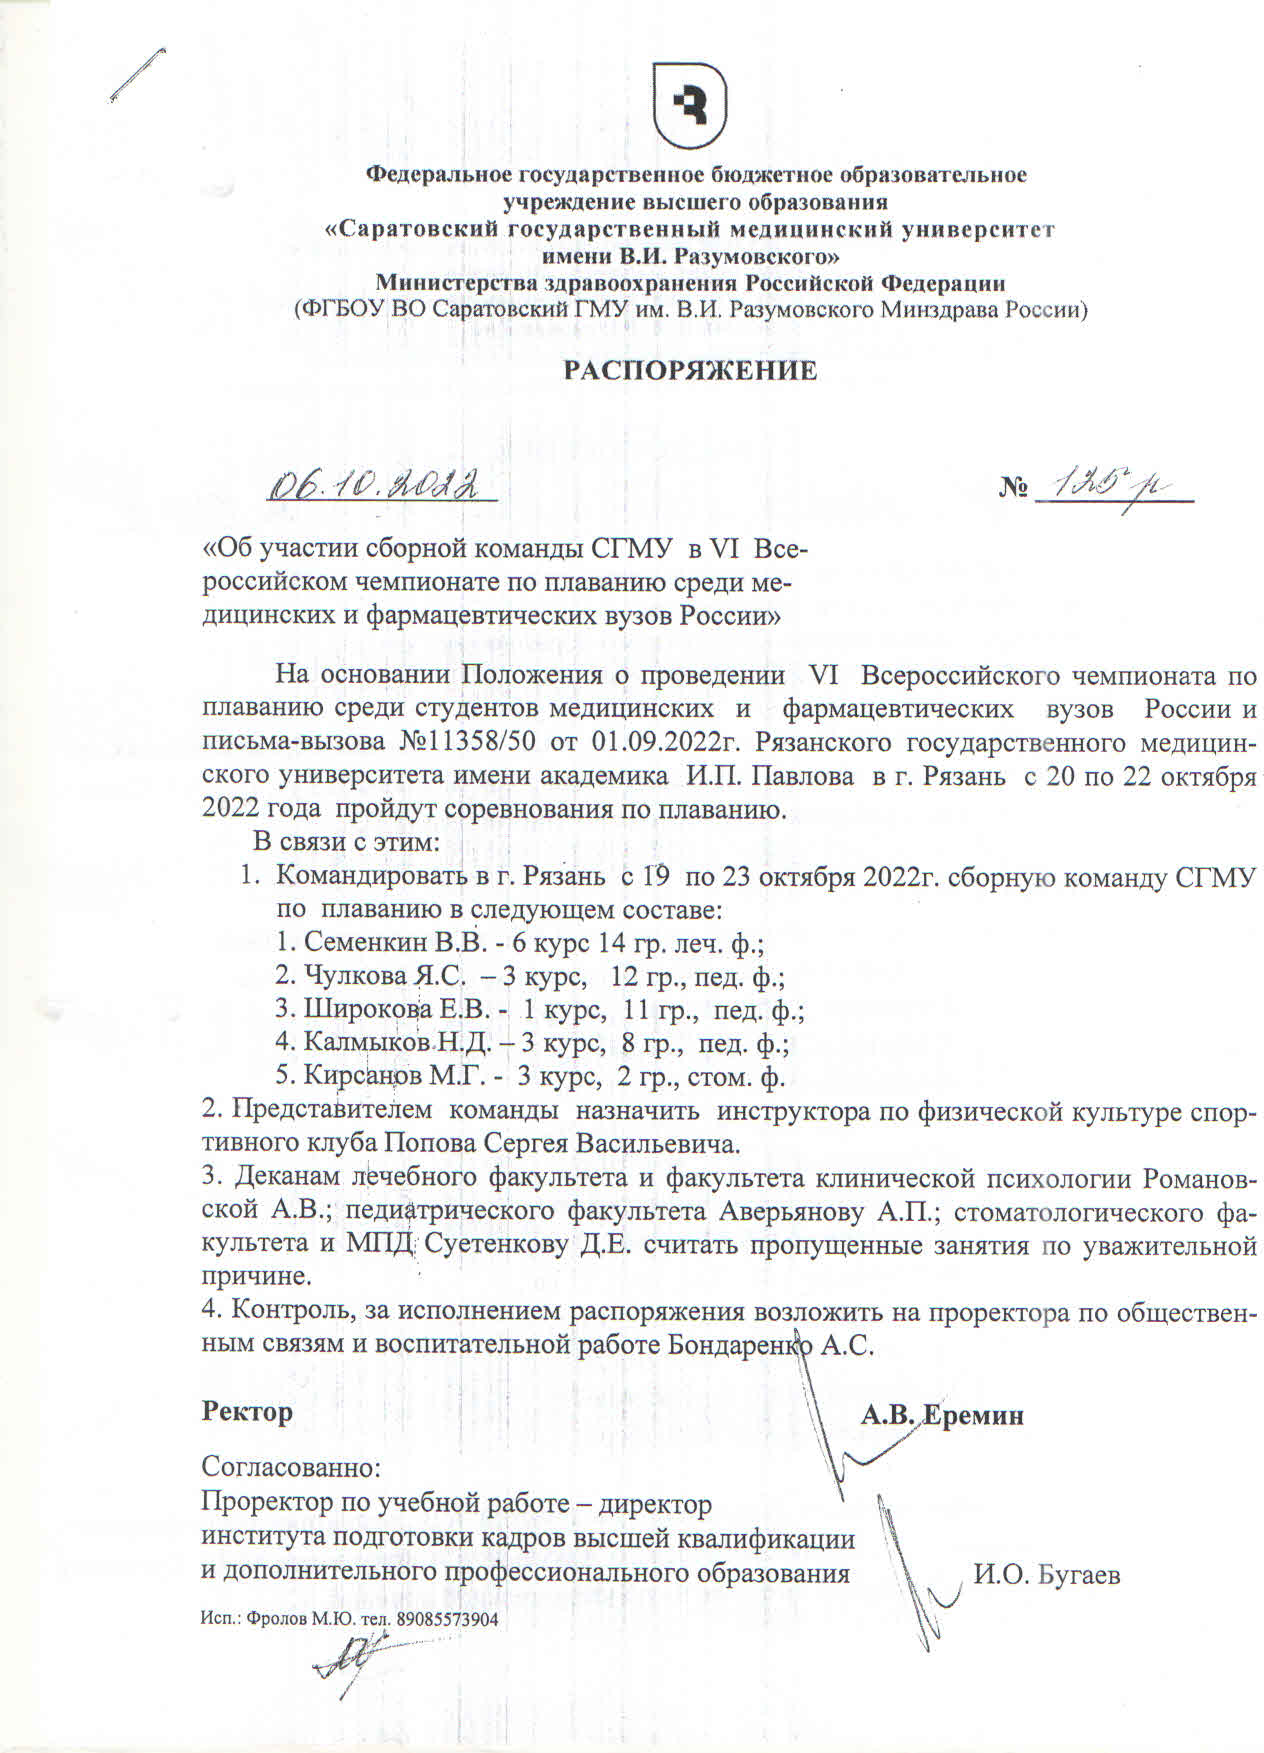 Федеральное государственное бюджетное образовательное
учреждение высшего образования
«Саратовский государственный медицинский университет
имени В.И. Разумовского»
Министерства здравоохранения Российской Федерации
(ФГБОУ ВО Саратовский ГМУ им. В.И. Разумовского Минздрава России)
РАСПОРЯЖЕНИЕ
06.10.2022 № 125 р
«Об участии сборной команды СГМУ в VI Все-
российском чемпионате по плаванию среди ме-
дицинских и фармацевтических вузов России»
На основании Положения о проведении VI Всероссийского чемпионата по
плаванию среди студентов медицинских и фармацевтических вузов России и
письма-вызова №11358/50 от 01.09.2022г. Рязанского государственного медицин-
ского университета имени академика И.П. Павлова в г. Рязань с 20 по 22 октября
2022 года пройдут соревнования по плаванию.
В связи с этим:
1. Командировать в г. Рязань с 19 по 23 октября 2022г. сборную команду СГМУ
по плаванию в следующем составе:
1. Семенкин В.В. - 6 курс 14 гр. леч. ф.;
2. Чулкова Я.С. – 3 курс, 12 гр., пед. ф.;
3. Широкова Е.В. - 1 курс, 11 гр., пед. ф.;
4. Калмыков Н.Д. – 3 курс, 8 гр., пед. ф.;
5. Кирсанов М.Г. - 3 курс, 2 гр., стом. ф.
2. Представителем команды назначить инструктора по физической культуре спор-
тивного клуба Попова Сергея Васильевича.
3. Деканам лечебного факультета и факультета клинической психологии Романов-
ской А.В.; педиатрического факультета Аверьянову А.П.; стоматологического фа-
культета и МПД Суетенкову Д.Е. считать пропущенные занятия по уважительной
причине.
4. Контроль, за исполнением распоряжения возложить на проректора по обществен-
ным связям и воспитательной работе Бондаренко А.С.
Ректор А.В. Еремин
Согласованно:
Проректор по учебной работе – директор
института подготовки кадров высшей квалификации
и дополнительного профессионального образования И.О. Бугаев
Исп.: Фролов М.Ю. тел. 89085573904